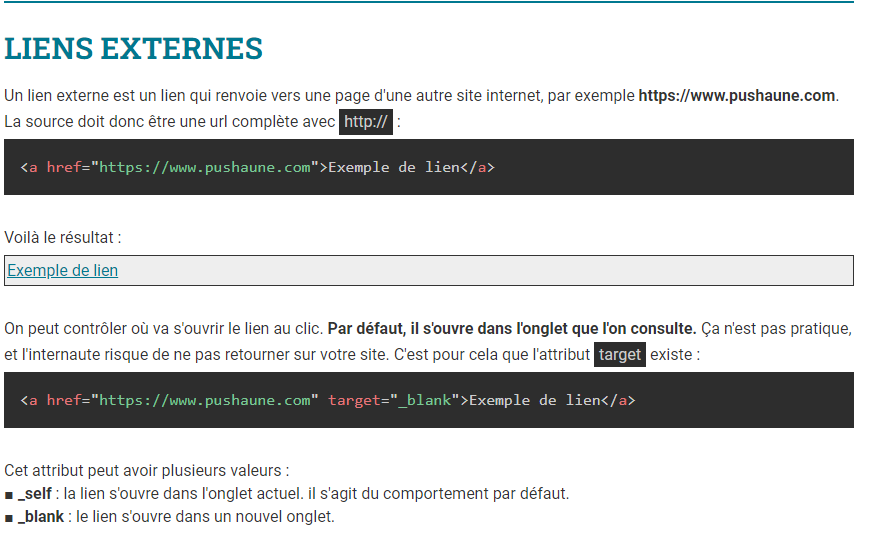 LIENS EXTERNES
Un lien externe est un lien qui renvoie vers une page d'une autre site internet, par exemple https://www.pushaune.com.
La source doit donc être une url complète avec http:// :
<a href="https://www.pushaune.com">Exemple de lien</a>
Voilà le résultat :
Exemple de lien
On peut contrôler où va s'ouvrir le lien au clic. Par défaut, il s'ouvre dans l'onglet que l'on consulte. Ça n'est pas pratique,
et l'internaute risque de ne pas retourner sur votre site. C'est pour cela que l'attribut target existe :
<a href="https://www.pushaune.com" target="_blank">Exemple de lien</a>
Cet attribut peut avoir plusieurs valeurs :
▪ _self : la lien s'ouvre dans l'onglet actuel. il s'agit du comportement par défaut.
▪ _blank : le lien s'ouvre dans un nouvel onglet.